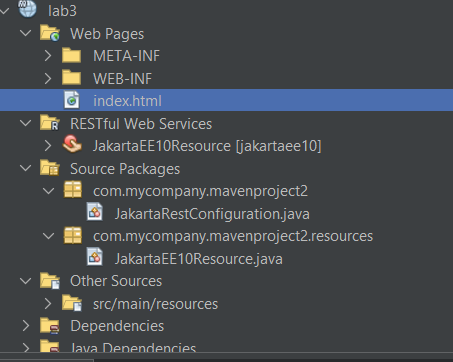 lab3
Web Pages
META-INF
WEB-INF
index.html
RESTful Web Services
JakartaEE10Resource [jakartaee10]
Source Packages
com.mycompany.mavenproject2
JakartaRestConfiguration.java
com.mycompany.mavenproject2.resources
JakartaEE10Resource.java
Other Sources
src/main/resources
Dependencies
Java Dependencies